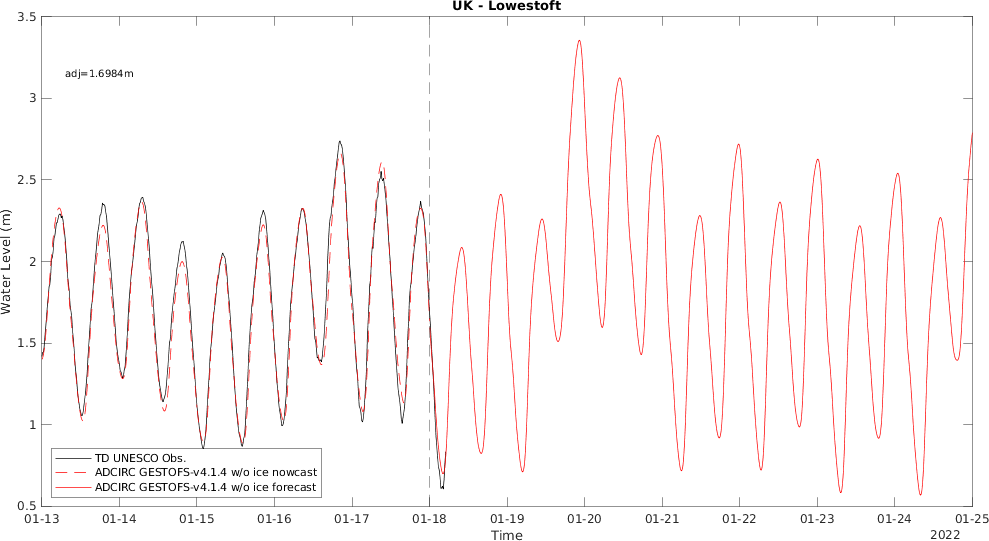 UK - Lowestoft
adj=1.6984m
3.5
3
2.5
2
1.5
1
0.5
Water Level (m)
TD UNESCO Obs.
ADCIRC GESTOFS-v4.1.4 w/o ice nowcast
ADCIRC GESTOFS-v4.1.4 w/o ice forecast
01-13 01-14 01-15 01-16 01-17 01-18 01-19 01-20 01-21 01-22 01-23 01-24 01-25
Time
2022